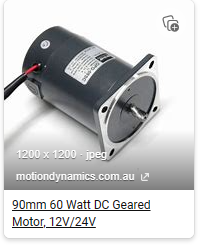 1200 x 1200 - jpeg
motiondynamics.com.au
90mm 60 Watt DC Geared
Motor, 12V/24V